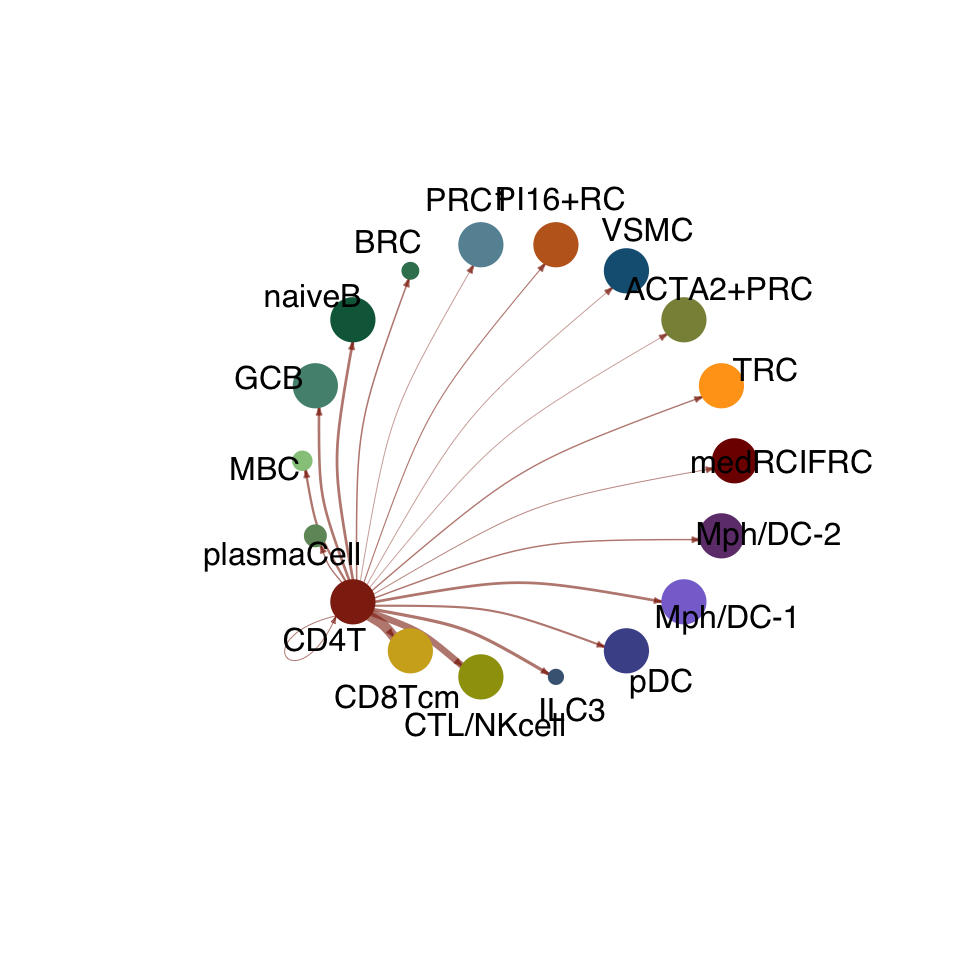 PRC1
PI16+RC
VSMC
BRC
ACTA2+PRC
naiveB
TRC
GCB
medRCIFRC
MBC
Mph/DC-2
plasmaCell
Mph/DC-1
CD4T
pDC
CD8Tcm
ILC3
CTL/NKcell